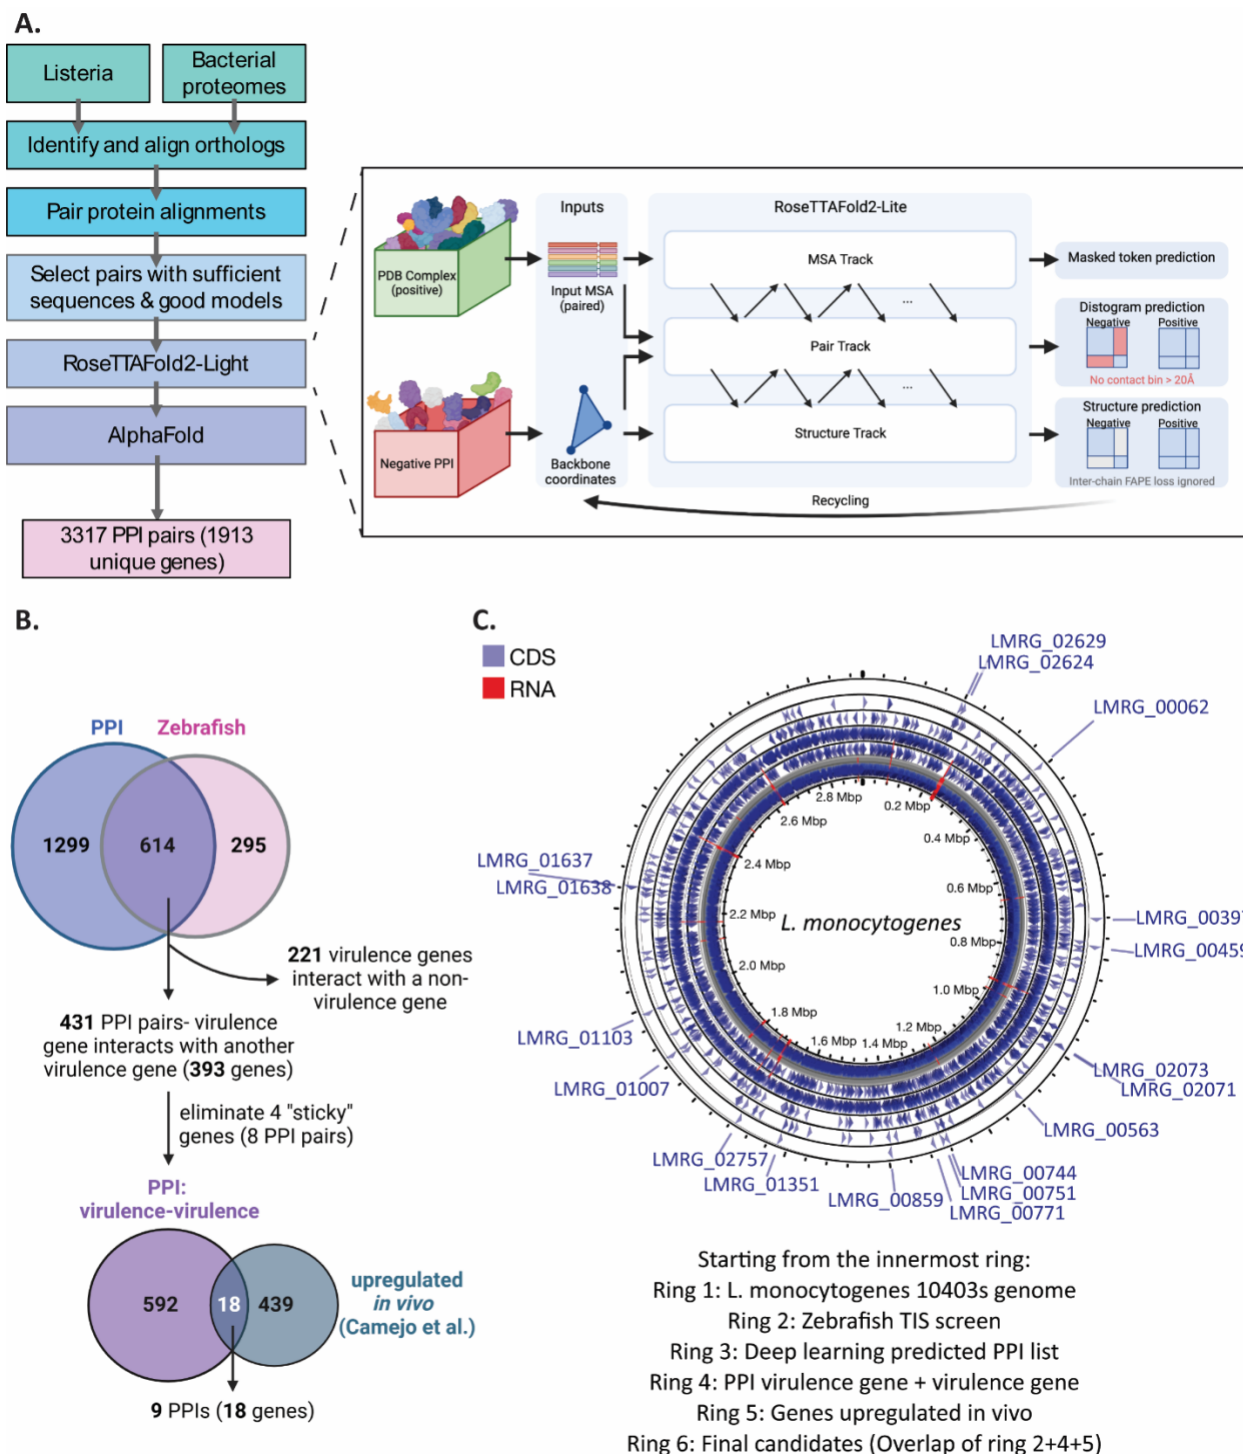 A.
Listeria
Bacterial
proteomes
Identify and align orthologs
Pair protein alignments
Select pairs with sufficient
sequences & good models
RoseTTAFold2-Light
AlphaFold
3317 PPI pairs (1913
unique genes)
PDB Complex
(positive)
Negative PPI
Inputs
Input MSA
(paired)
Backbone
coordinates
RoseTTAFold2-Lite
MSA Track
...
Pair Track
...
Structure Track
Recycling
Masked token prediction
Distogram prediction
Negative
Positive
No contact bin > 20Å
Structure prediction
Negative
Positive
Inter-chain FAPE loss ignored
B.
PPI
Zebrafish
1299
614
295
221 virulence genes
interact with a non-
virulence gene
431 PPI pairs- virulence
gene interacts with another
virulence gene (393 genes)
eliminate 4 "sticky"
genes (8 PPI pairs)
PPI:
virulence-virulence
592
18
439
upregulated
in vivo
(Camejo et al.)
9 PPIs (18 genes)
C.
CDS
RNA
LMRG_02629
LMRG_02624
LMRG_00062
LMRG_00397
LMRG_00459
LMRG_02073
LMRG_02071
LMRG_00563
LMRG_00744
LMRG_00751
LMRG_00771
LMRG_00859
LMRG_01351
LMRG_02757
LMRG_01007
LMRG_01103
LMRG_01638
LMRG_01637
0.2 Mbp
0.4 Mbp
0.6 Mbp
0.8 Mbp
1.0 Mbp
1.2 Mbp
1.4 Mbp
1.6 Mbp
1.8 Mbp
2.0 Mbp
2.2 Mbp
2.4 Mbp
2.6 Mbp
2.8 Mbp
L. monocytogenes
Starting from the innermost ring:
Ring 1: L. monocytogenes 10403s genome
Ring 2: Zebrafish TIS screen
Ring 3: Deep learning predicted PPI list
Ring 4: PPI virulence gene + virulence gene
Ring 5: Genes upregulated in vivo
Ring 6: Final candidates (Overlap of ring 2+4+5)